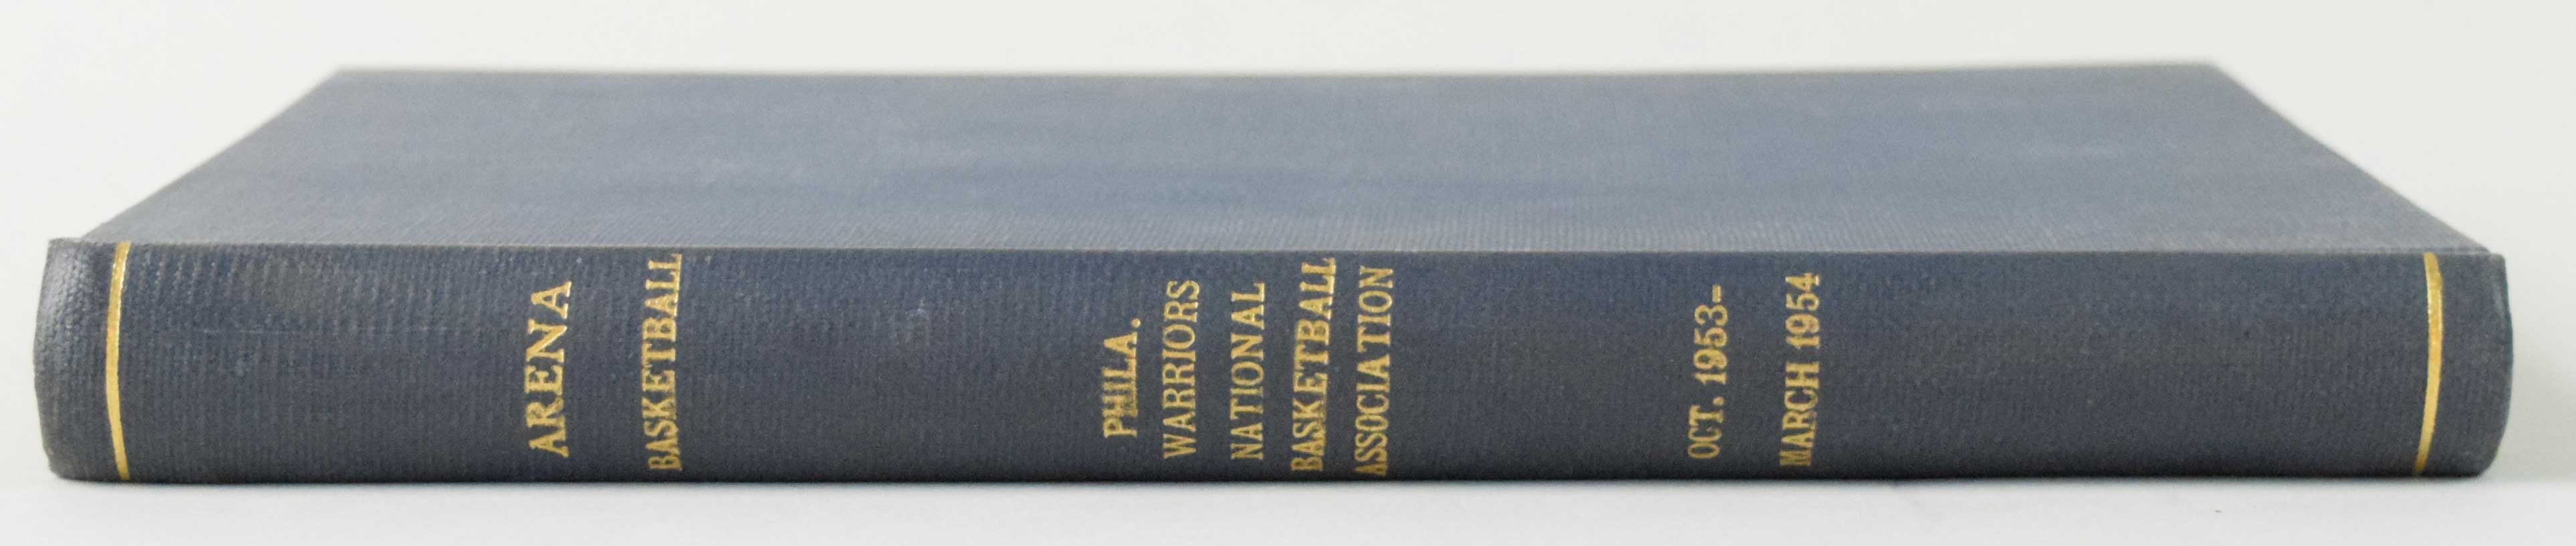 ARENA
BASKETBALL
PHILA.
WARRIORS
NATIONAL
BASKETBALL
ASSOCIATION
OCT. 1953-
MARCH 1954